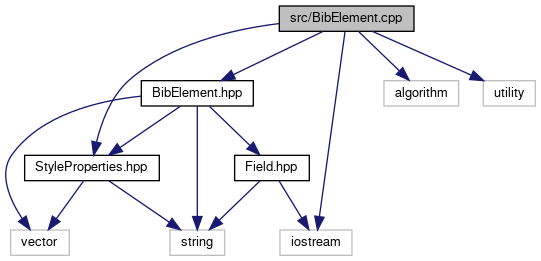 src/BibElement.cpp
BibElement.hpp
algorithm
utility
StyleProperties.hpp
Field.hpp
vector
string
iostream